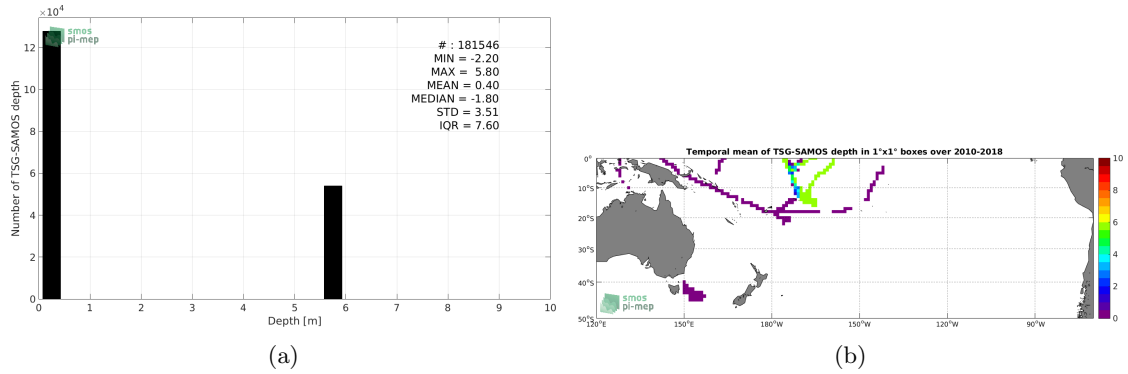 ×10⁴
smos
pi-mep
# : 181546
MIN = -2.20
MAX = 5.80
MEAN = 0.40
MEDIAN = -1.80
STD = 3.51
IQR = 7.60
12
10
8
6
4
2
0
Number of TSG-SAMOS depth
0 1 2 3 4 5 6 7 8 9 10
Depth [m]
(a)
Temporal mean of TSG-SAMOS depth in 1°x1° boxes over 2010-2018
0°
10°S
20°S
30°S
40°S
50°S
120°E 150°E 180°W 150°W 120°W 90°W
10
8
6
4
2
0
smos
pi-mep
(b)